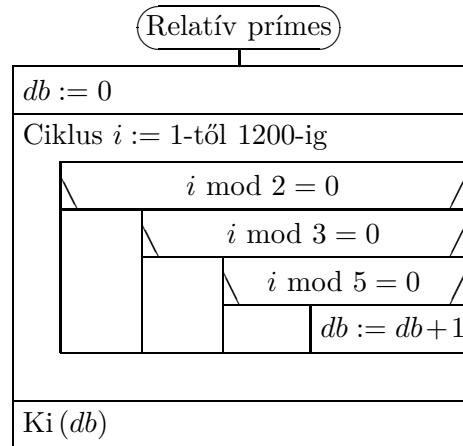 Relatív prímes
db := 0
Ciklus i := 1-től 1200-ig
i mod 2 = 0
i mod 3 = 0
i mod 5 = 0
db := db+1
Ki (db)